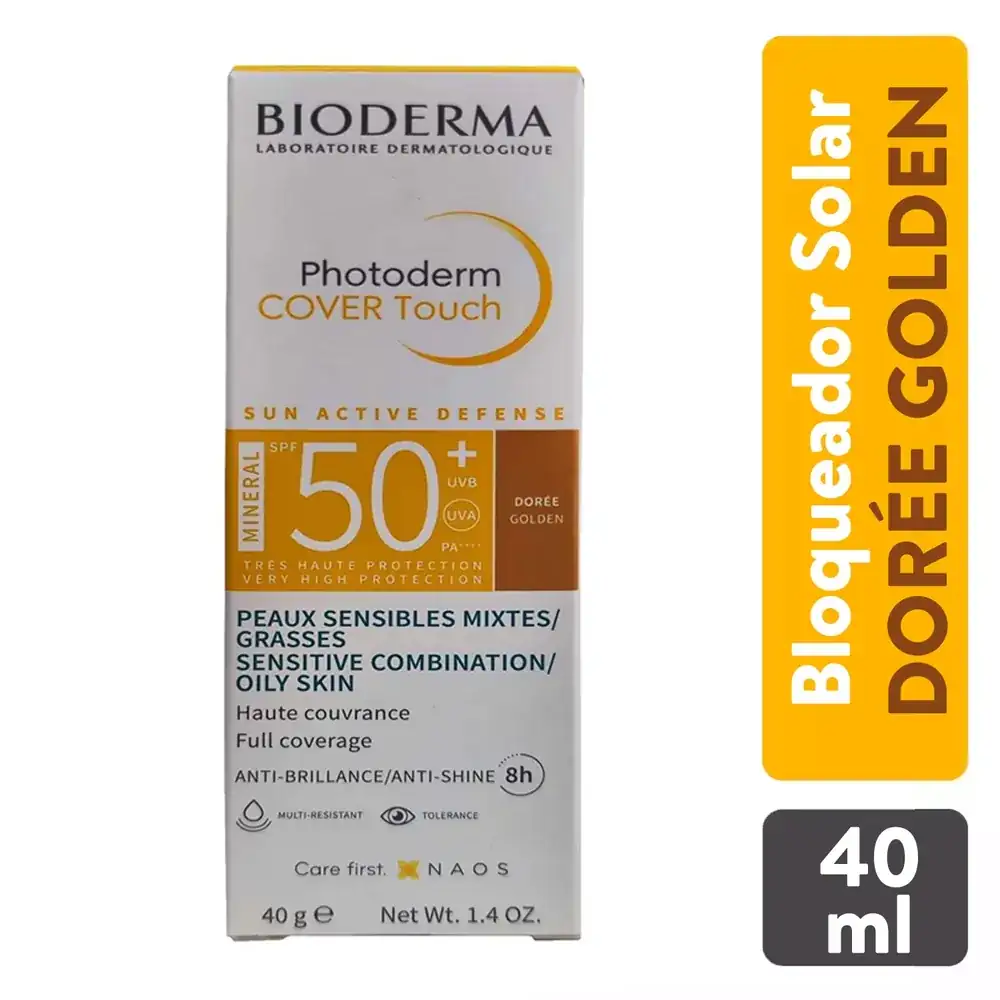 BIODERMA
LABORATOIRE DERMATOLOGIQUE
Photoderm
COVER Touch
SUN ACTIVE DEFENSE
MINERAL
SPF
50+
UVB
UVA
PA++++
TRÈS HAUTE PROTECTION
VERY HIGH PROTECTION
DORÉE
GOLDEN
PEAUX SENSIBLES MIXTES/
GRASSES
SENSITIVE COMBINATION/
OILY SKIN
Haute couvrance
Full coverage
ANTI-BRILLANCE/ANTI-SHINE 8h
MULTI-RESISTANT
TOLERANCE
Care first. NAOS
40 g e Net Wt. 1.4 OZ.
Bloqueador Solar
DORÉE GOLDEN
40
ml